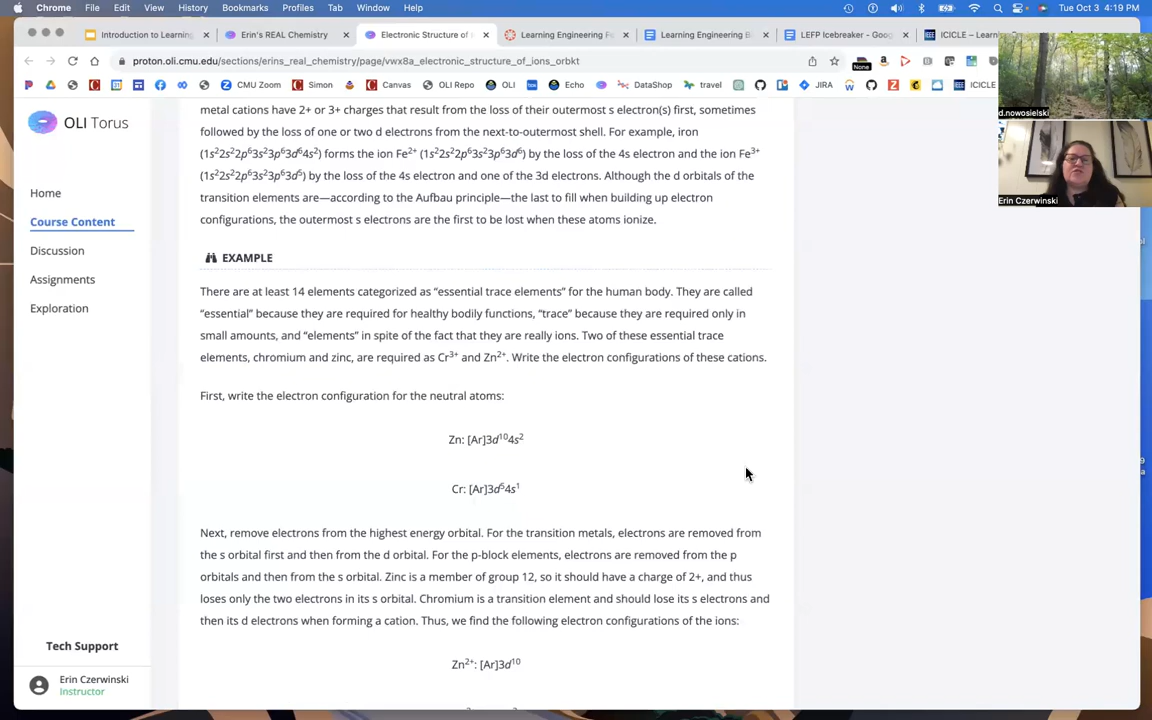 Chrome File Edit View History Bookmarks Profiles Tab Window Help Tue Oct 3 4:19 PM
Introduction to Learning Erin's REAL Chemistry Electronic Structure of Learning Engineering Learning Engineering LEFP Icebreaker - Goog ICICLE – Learn
proton.oli.cmu.edu/sections/erins_real_chemistry/page/vwx8a_electronic_structure_of_ions_orbkt None
CMU Zoom Simon Canvas OLI Repo OLI Echo DataShop travel JIRA ICICLE
d.nowosielski
Erin Czerwinski
OLI Torus
Home
Course Content
Discussion
Assignments
Exploration
Tech Support
Erin Czerwinski
Instructor
metal cations have 2+ or 3+ charges that result from the loss of their outermost s electron(s) first, sometimes
followed by the loss of one or two d electrons from the next-to-outermost shell. For example, iron
(1s²2s²2p⁶3s²3p⁶3d⁶4s²) forms the ion Fe²⁺ (1s²2s²2p⁶3s²3p⁶3d⁶) by the loss of the 4s electron and the ion Fe³⁺
(1s²2s²2p⁶3s²3p⁶3d⁵) by the loss of the 4s electron and one of the 3d electrons. Although the d orbitals of the
transition elements are—according to the Aufbau principle—the last to fill when building up electron
configurations, the outermost s electrons are the first to be lost when these atoms ionize.
EXAMPLE
There are at least 14 elements categorized as “essential trace elements” for the human body. They are called
“essential” because they are required for healthy bodily functions, “trace” because they are required only in
small amounts, and “elements” in spite of the fact that they are really ions. Two of these essential trace
elements, chromium and zinc, are required as Cr³⁺ and Zn²⁺. Write the electron configurations of these cations.
First, write the electron configuration for the neutral atoms:
Zn: [Ar]3d¹⁰4s²
Cr: [Ar]3d⁵4s¹
Next, remove electrons from the highest energy orbital. For the transition metals, electrons are removed from
the s orbital first and then from the d orbital. For the p-block elements, electrons are removed from the p
orbitals and then from the s orbital. Zinc is a member of group 12, so it should have a charge of 2+, and thus
loses only the two electrons in its s orbital. Chromium is a transition element and should lose its s electrons and
then its d electrons when forming a cation. Thus, we find the following electron configurations of the ions:
Zn²⁺: [Ar]3d¹⁰